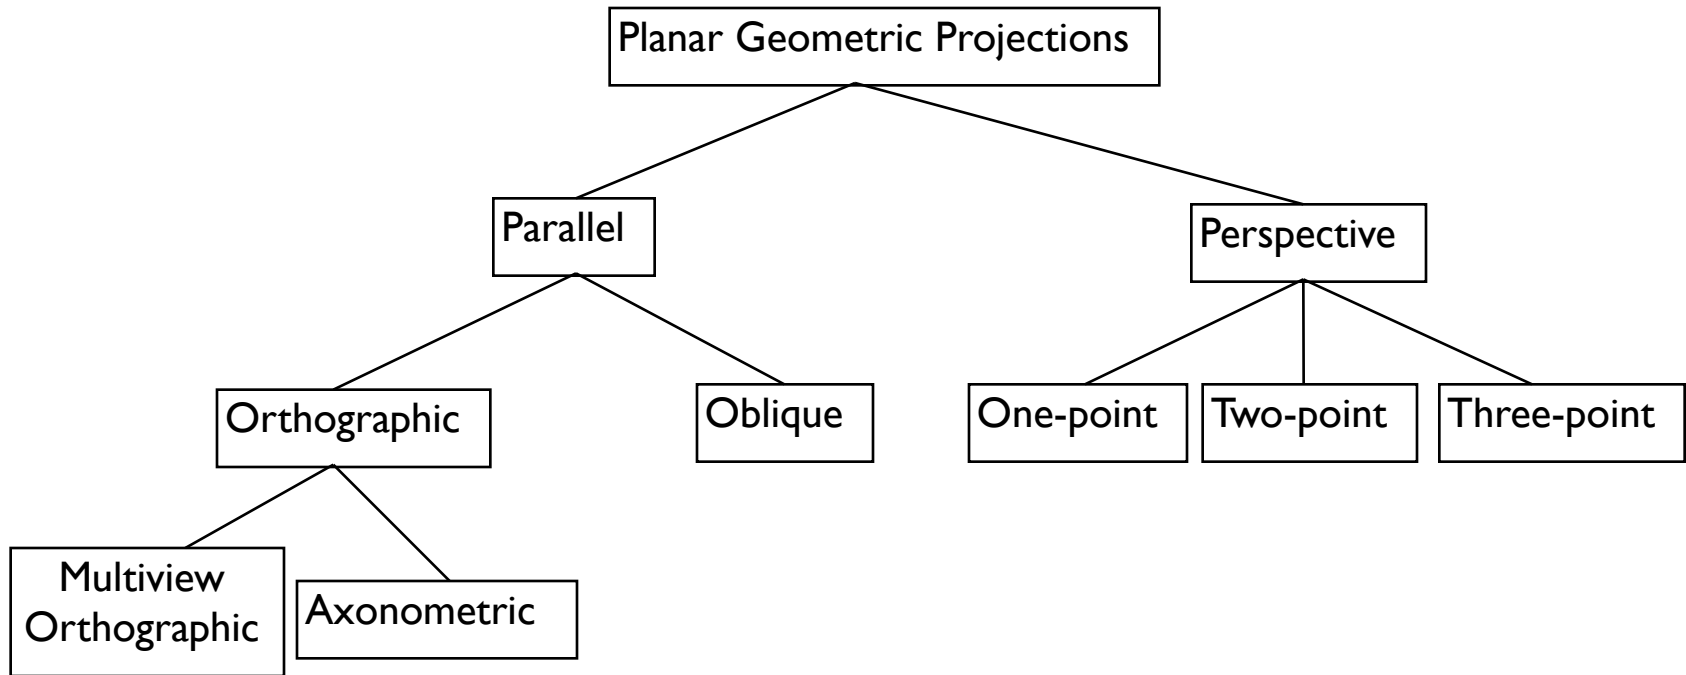 Planar Geometric Projections
Parallel
Perspective
Orthographic
Oblique
One-point
Two-point
Three-point
Multiview
Orthographic
Axonometric